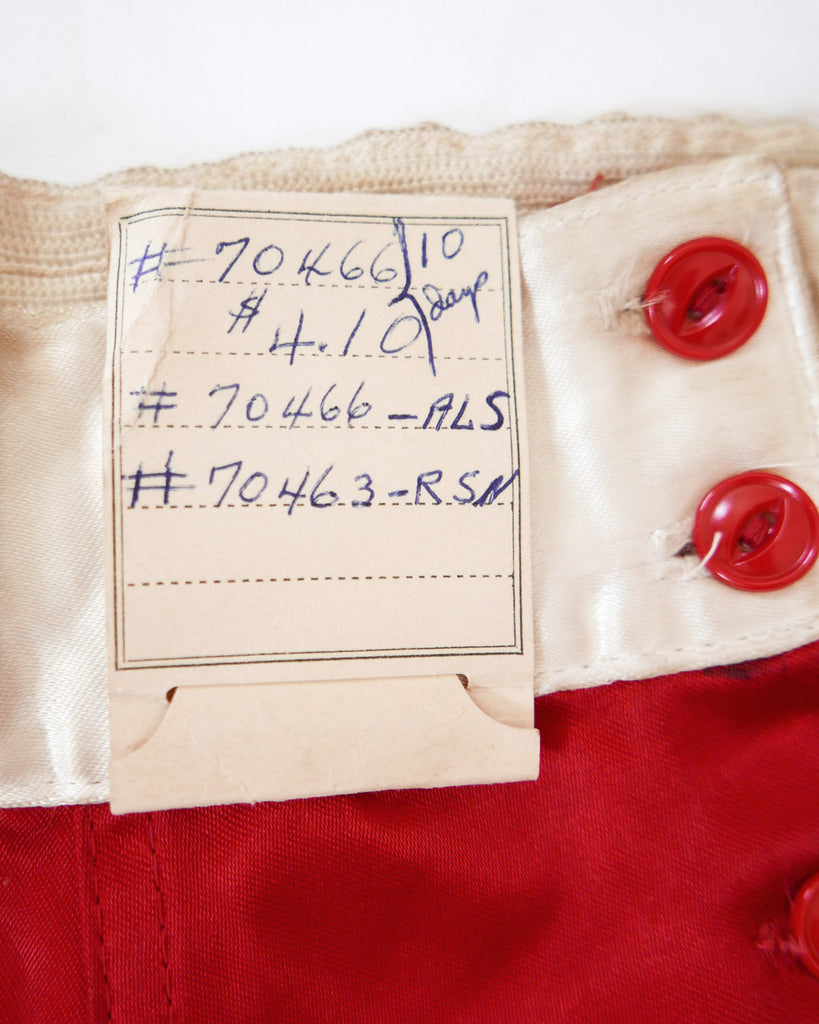 # 70466 } 10
$ 4.10 } days
# 70466 - ALS
# 70463 - RSN